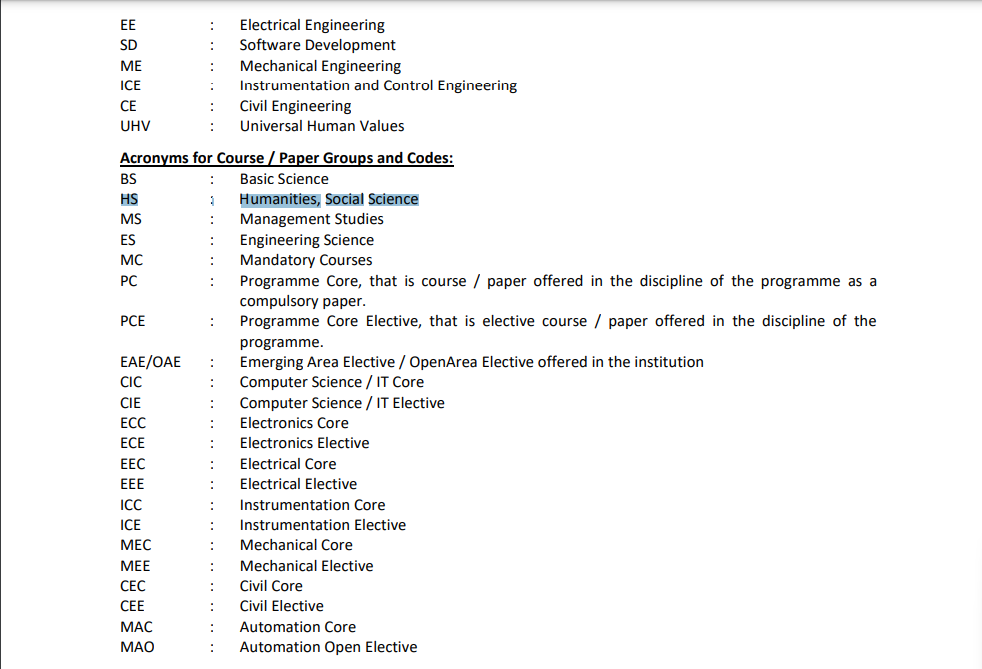 EE : Electrical Engineering
SD : Software Development
ME : Mechanical Engineering
ICE : Instrumentation and Control Engineering
CE : Civil Engineering
UHV : Universal Human Values
Acronyms for Course / Paper Groups and Codes:
BS : Basic Science
HS : Humanities, Social Science
MS : Management Studies
ES : Engineering Science
MC : Mandatory Courses
PC : Programme Core, that is course / paper offered in the discipline of the programme as a
compulsory paper.
PCE : Programme Core Elective, that is elective course / paper offered in the discipline of the
programme.
EAE/OAE : Emerging Area Elective / OpenArea Elective offered in the institution
CIC : Computer Science / IT Core
CIE : Computer Science / IT Elective
ECC : Electronics Core
ECE : Electronics Elective
EEC : Electrical Core
EEE : Electrical Elective
ICC : Instrumentation Core
ICE : Instrumentation Elective
MEC : Mechanical Core
MEE : Mechanical Elective
CEC : Civil Core
CEE : Civil Elective
MAC : Automation Core
MAO : Automation Open Elective